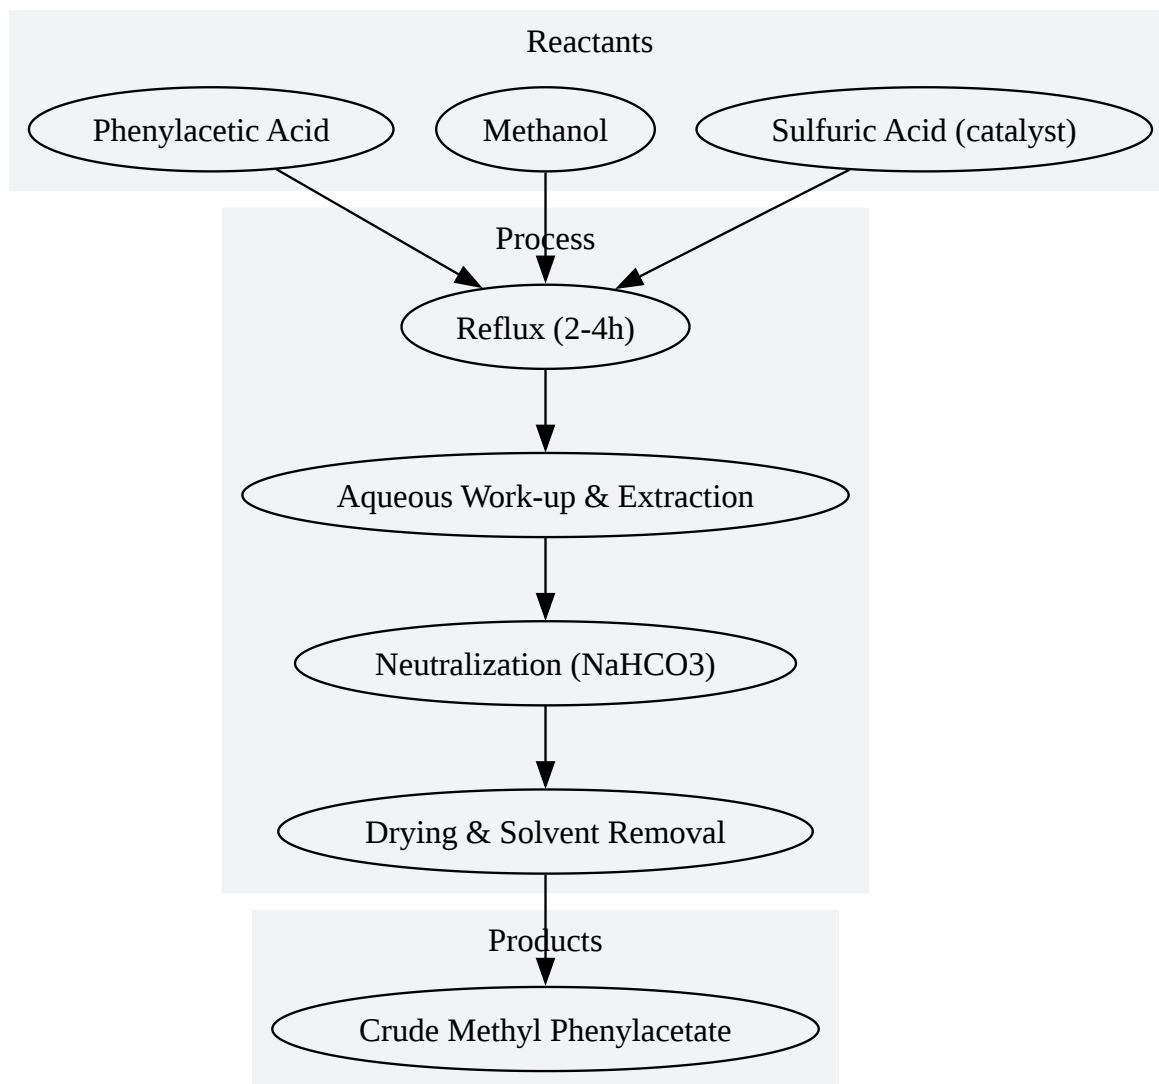 Reactants
Phenylacetic Acid
Methanol
Sulfuric Acid (catalyst)
Process
Reflux (2-4h)
Aqueous Work-up & Extraction
Neutralization (NaHCO3)
Drying & Solvent Removal
Products
Crude Methyl Phenylacetate